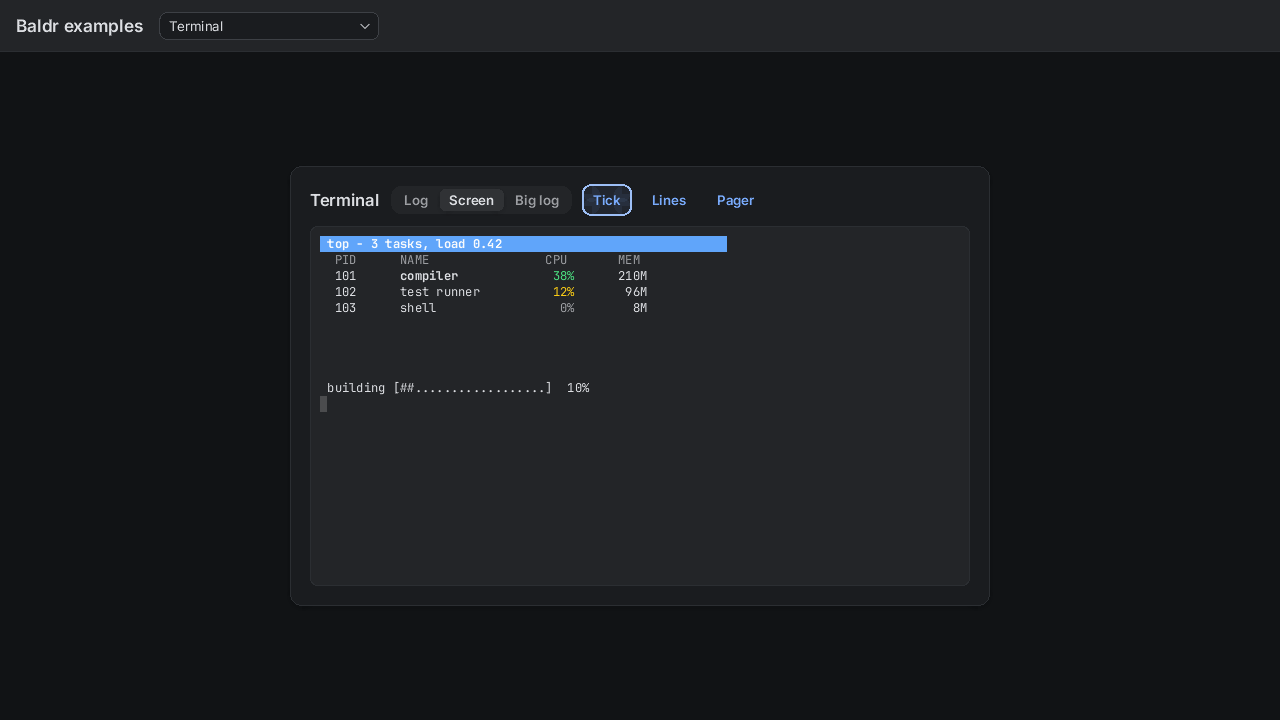 Baldr examples Terminal
Terminal Log Screen Big log Tick Lines Pager
top - 3 tasks, load 0.42
PID NAME CPU MEM
101 compiler 38% 210M
102 test runner 12% 96M
103 shell 0% 8M
building [##..................] 10%